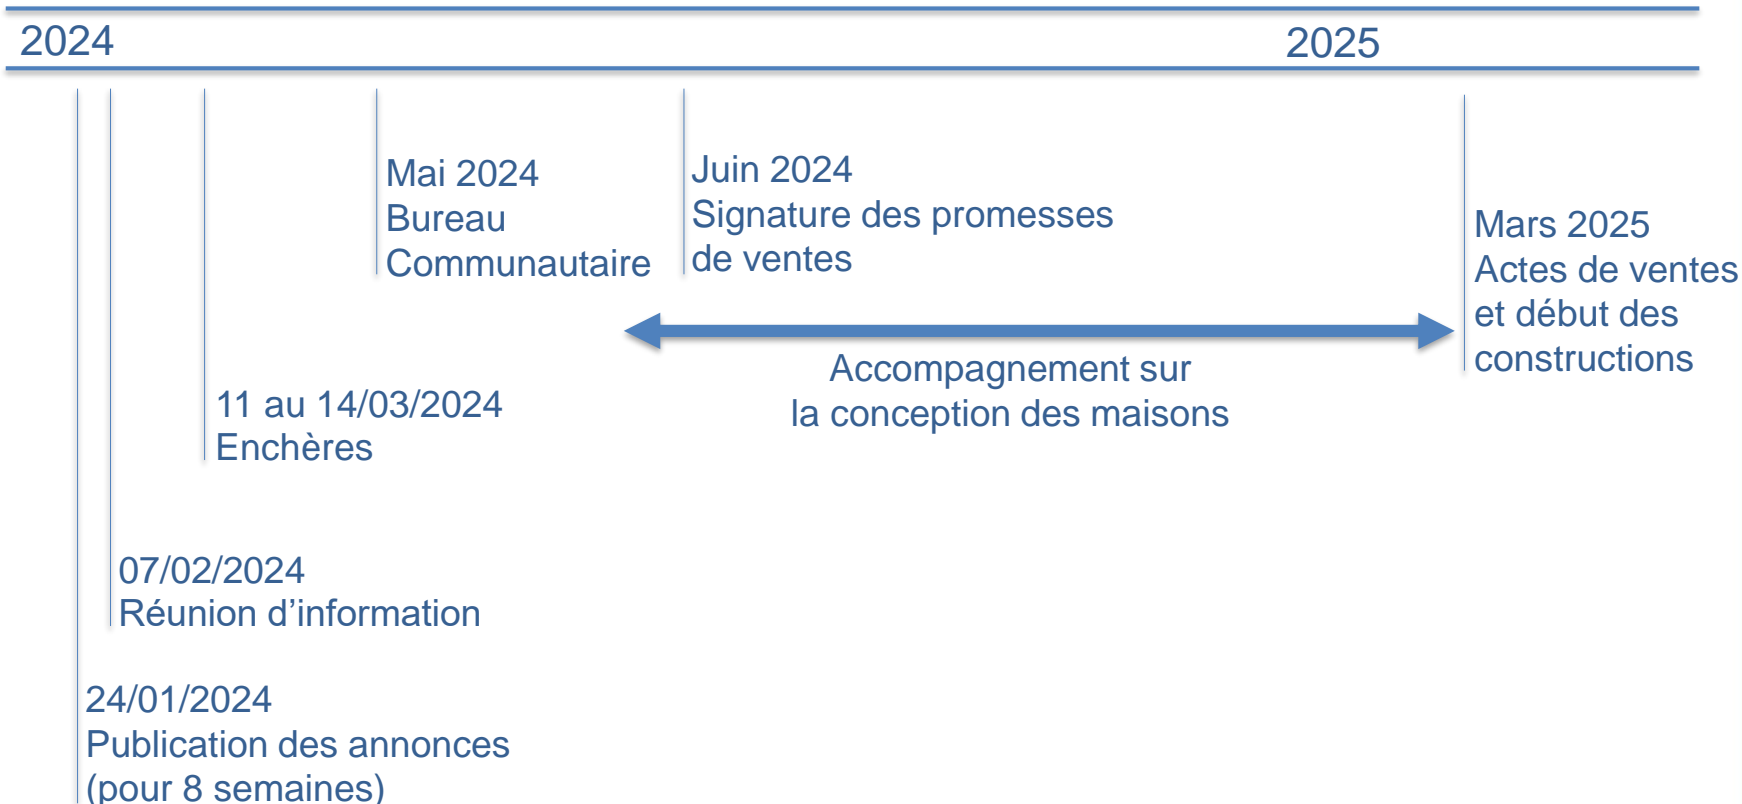 2024
2025
Mai 2024
Bureau
Communautaire
Juin 2024
Signature des promesses
de ventes
Mars 2025
Actes de ventes
et début des
constructions
Accompagnement sur
la conception des maisons
11 au 14/03/2024
Enchères
07/02/2024
Réunion d’information
24/01/2024
Publication des annonces
(pour 8 semaines)